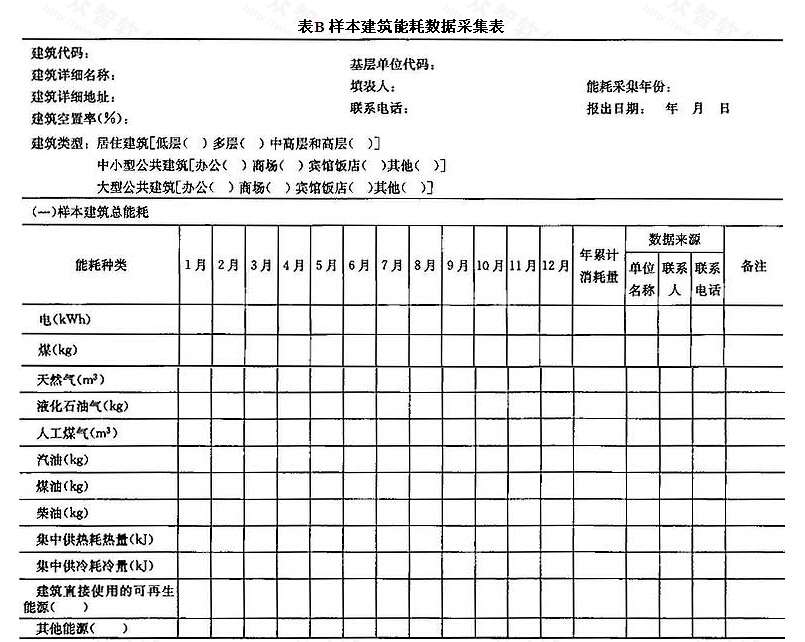 表B 样本建筑能耗数据采集表
建筑代码：
建筑详细名称：
建筑详细地址：
建筑空置率(%)：
基层单位代码：
填表人：
联系电话：
能耗采集年份：
报出日期： 年 月 日
建筑类型：居住建筑[低层( )多层( )中高层和高层( )]
中小型公共建筑[办公( )商场( )宾馆饭店( )其他( )]
大型公共建筑[办公( )商场( )宾馆饭店( )其他( )]
(一)样本建筑总能耗
能耗种类 1月 2月 3月 4月 5月 6月 7月 8月 9月 10月 11月 12月 年累计消耗量 数据来源 单位名称 联系人 联系电话 备注
电(kWh)
煤(kg)
天然气(m³)
液化石油气(kg)
人工煤气(m³)
汽油(kg)
煤油(kg)
柴油(kg)
集中供热耗热量(kJ)
集中供冷耗冷量(kJ)
建筑直接使用的可再生
能源( )
其他能源( )